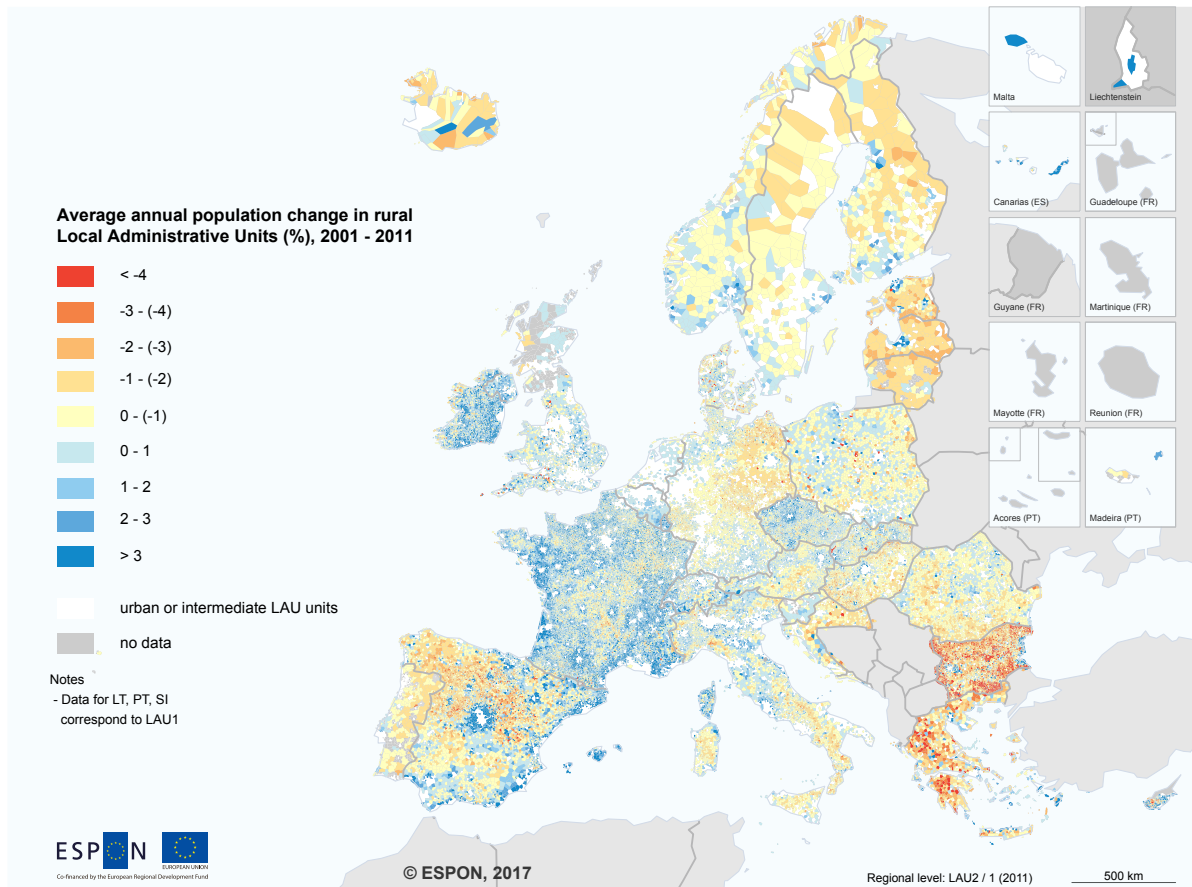 Malta
Liechtenstein
Canarias (ES)
Guadeloupe (FR)
Guyane (FR)
Martinique (FR)
Mayotte (FR)
Reunion (FR)
Acores (PT)
Madeira (PT)
Average annual population change in rural
Local Administrative Units (%), 2001 - 2011
< -4
-3 - (-4)
-2 - (-3)
-1 - (-2)
0 - (-1)
0 - 1
1 - 2
2 - 3
> 3
urban or intermediate LAU units
no data
Notes
- Data for LT, PT, SI
correspond to LAU1
ESPON
EUROPEAN UNION
Co-financed by the European Regional Development Fund
© ESPON, 2017
Regional level: LAU2 / 1 (2011)
500 km